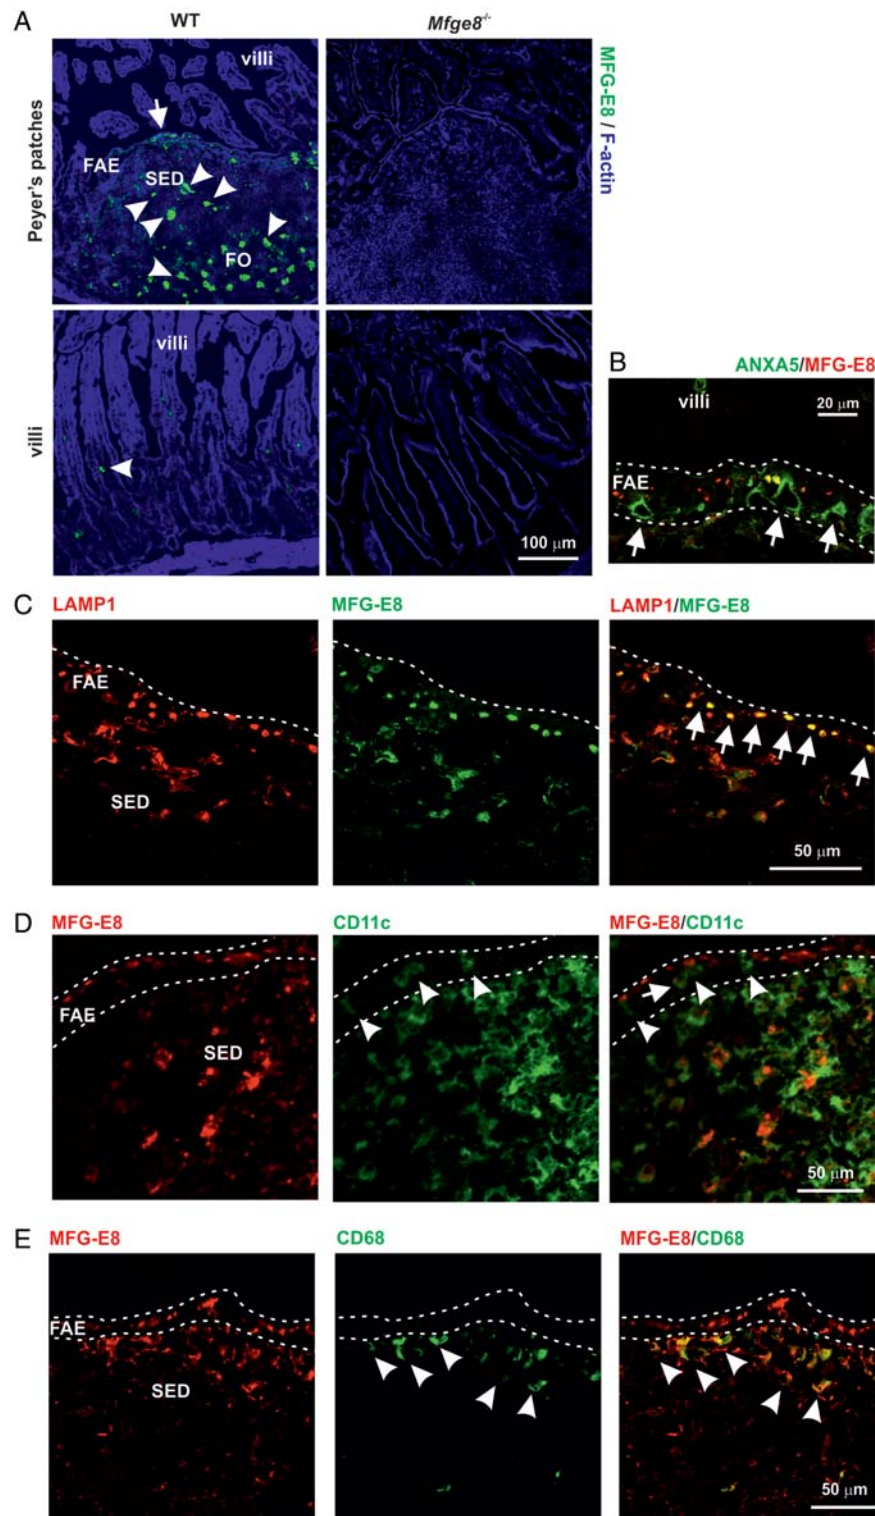 A
WT
Mfge8-/-
Peyer's patches
villi
FAE
SED
FO
MFG-E8 / F-actin
villi
villi
100 μm
B
ANXA5/MFG-E8
villi
20 μm
FAE
C
LAMP1
MFG-E8
LAMP1/MFG-E8
FAE
SED
50 μm
D
MFG-E8
CD11c
MFG-E8/CD11c
FAE
SED
50 μm
E
MFG-E8
CD68
MFG-E8/CD68
FAE
SED
50 μm